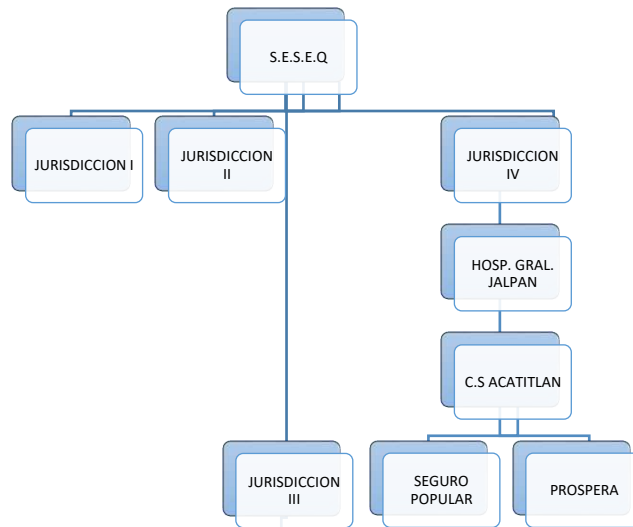 S.E.S.E.Q
JURISDICCION I
JURISDICCION
II
JURISDICCION
IV
HOSP. GRAL.
JALPAN
C.S ACATITLAN
JURISDICCION
III
SEGURO
POPULAR
PROSPERA